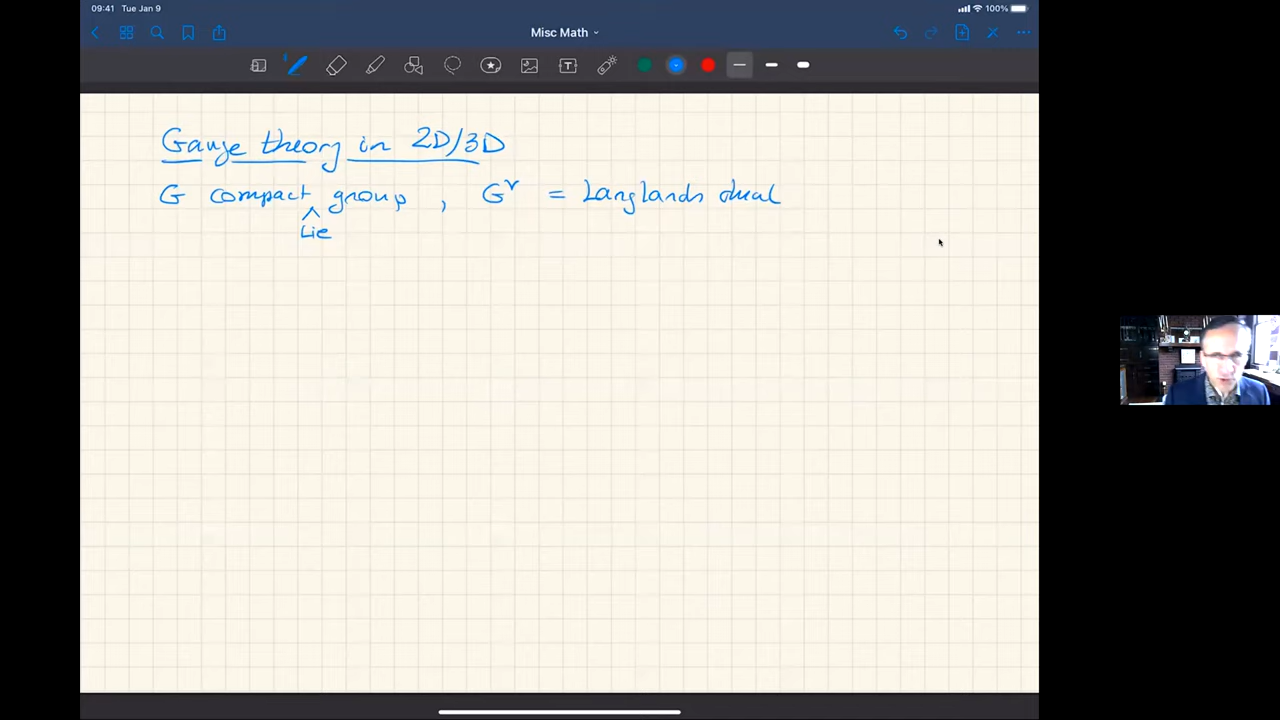 09:41 Tue Jan 9
100%
Misc Math
Gauge theory in 2D/3D
G compact group, G^∨ = Langlands dual
^
Lie